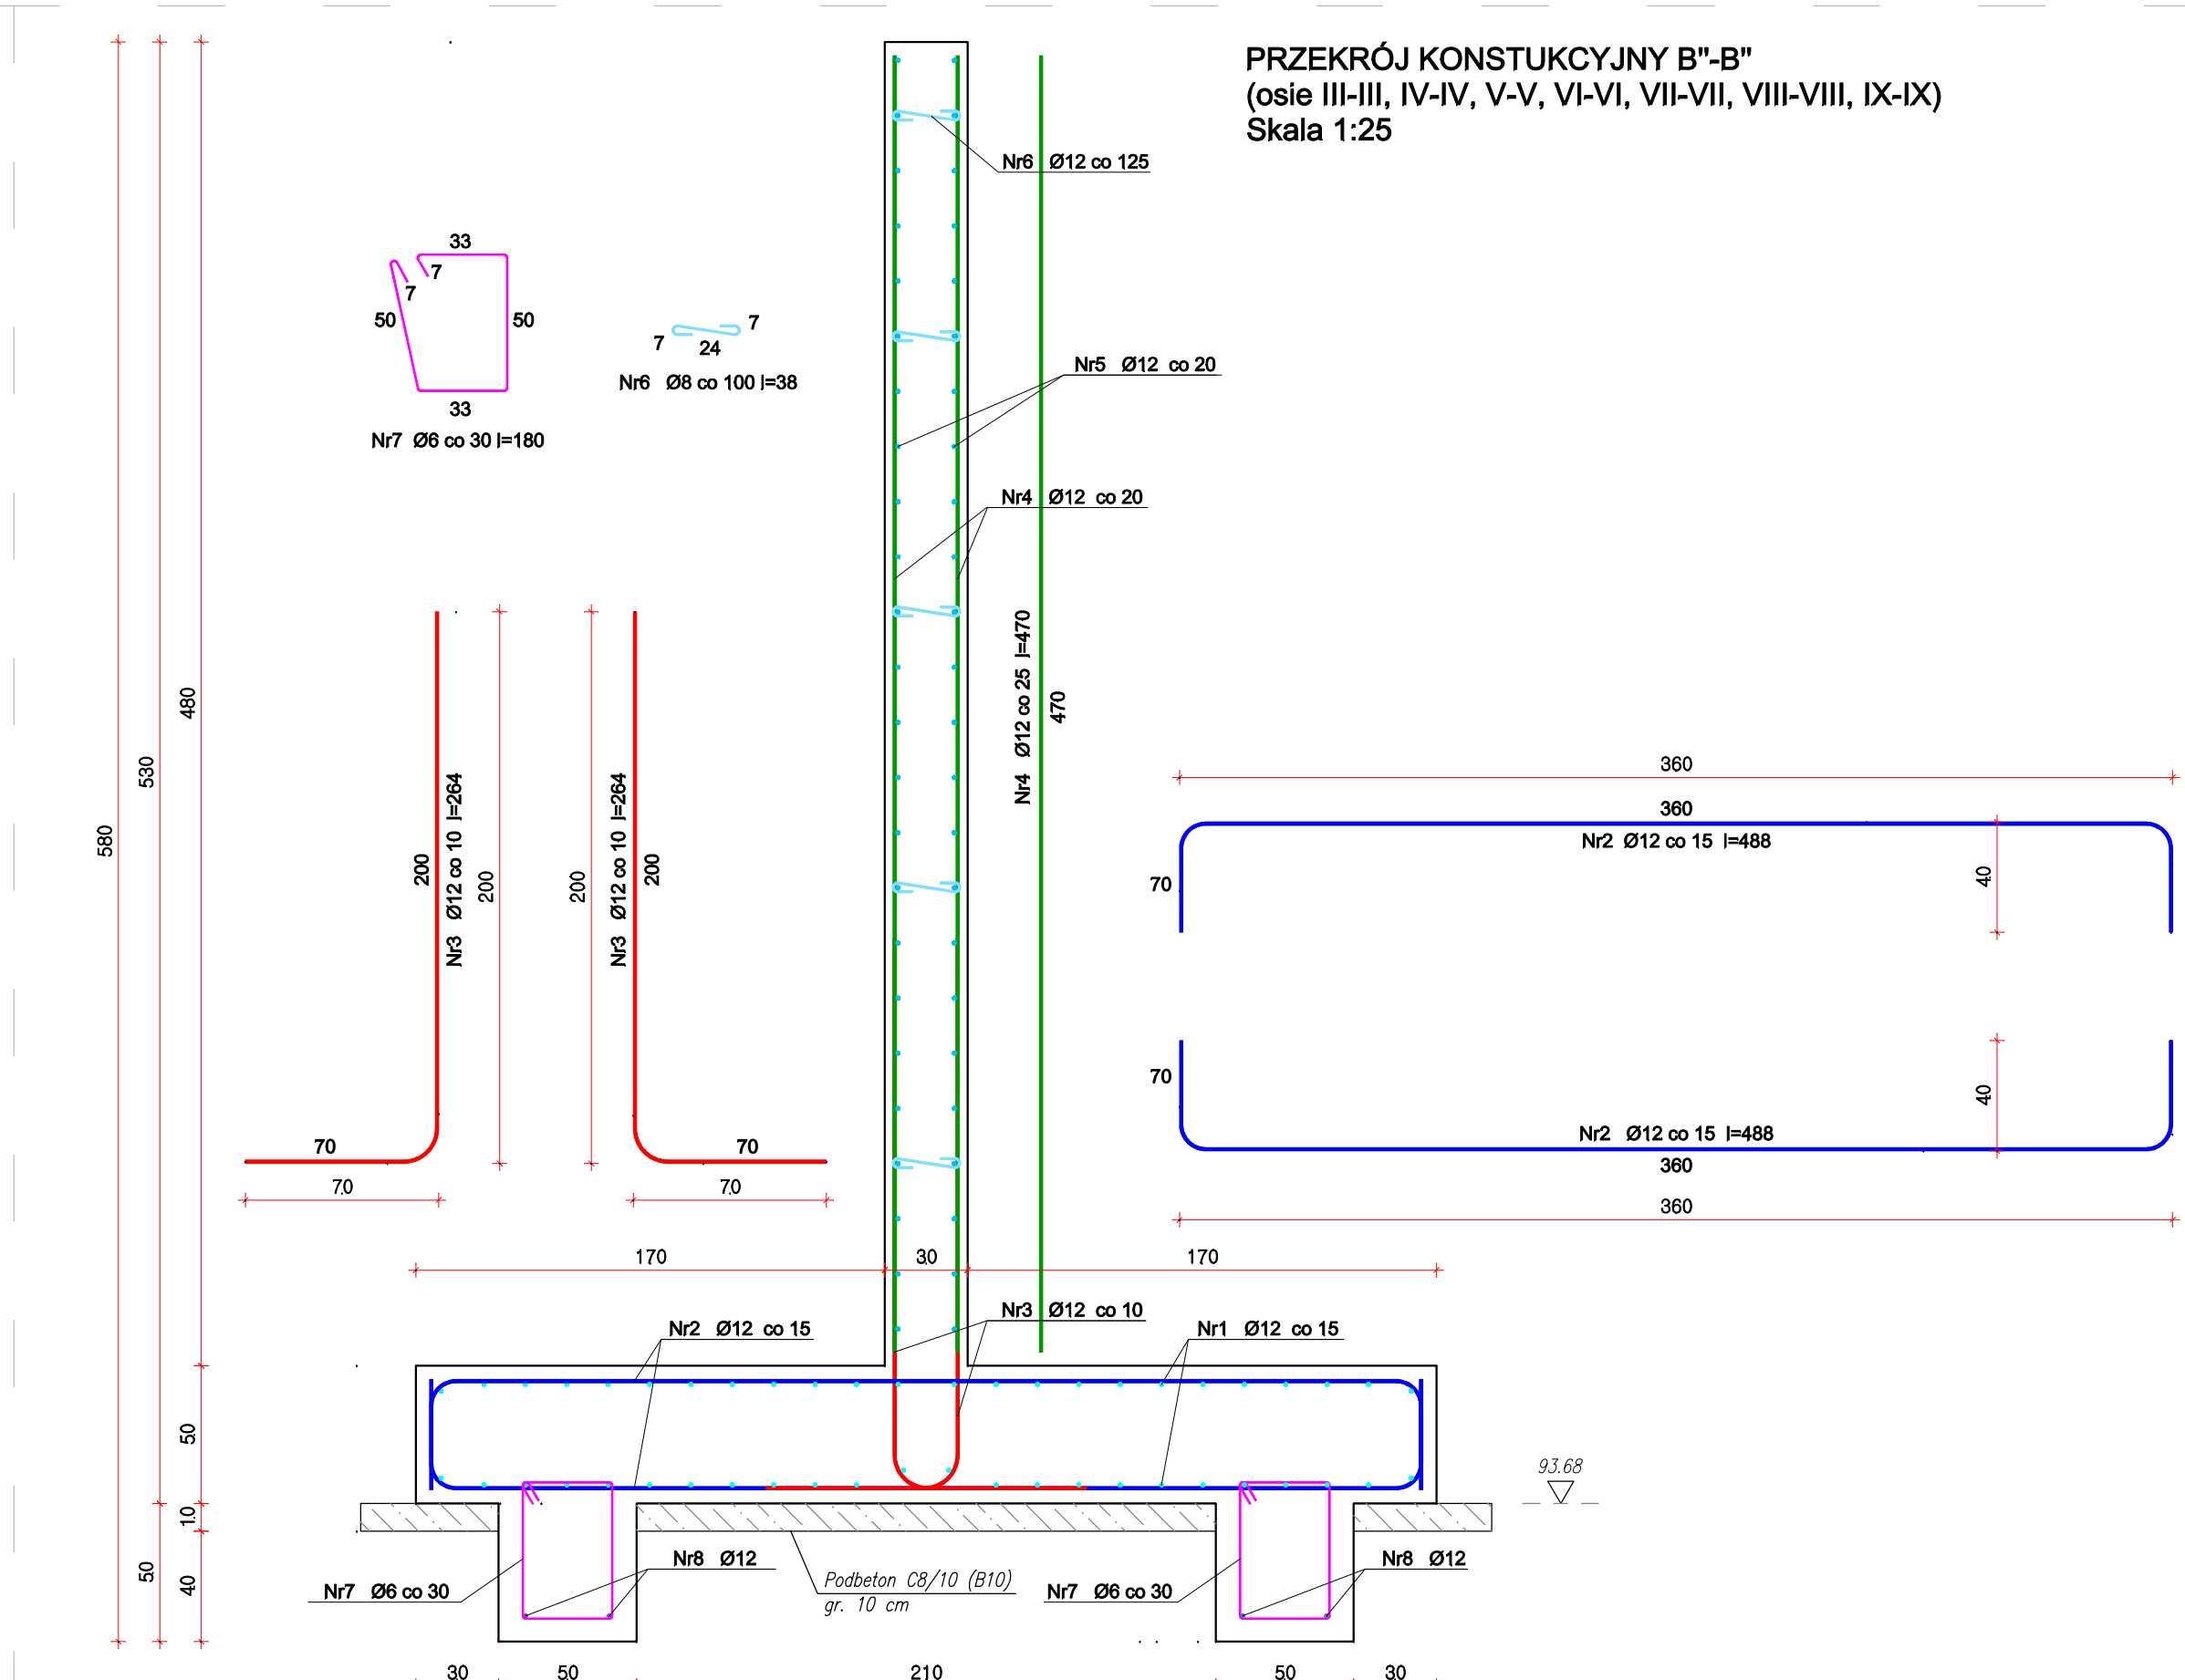 PRZEKRÓJ KONSTUKCYJNY B"-B"
(osie III-III, IV-IV, V-V, VI-VI, VII-VII, VIII-VIII, IX-IX)
Skala 1:25
Nr6 Ø12 co 125
33
7
7
50
50
33
Nr7 Ø6 co 30 l=180
7
7
24
Nr6 Ø8 co 100 l=38
Nr5 Ø12 co 20
Nr4 Ø12 co 20
Nr4 Ø12 co 25 l=470
470
480
530
580
200
Nr3 Ø12 co 10 l=264
200
200
Nr3 Ø12 co 10 l=264
200
70
70
70
70
360
360
Nr2 Ø12 co 15 l=488
70
40
70
40
Nr2 Ø12 co 15 l=488
360
360
170
30
170
Nr3 Ø12 co 10
Nr2 Ø12 co 15
Nr1 Ø12 co 15
50
10
50
40
93.68
Nr8 Ø12
Nr8 Ø12
Nr7 Ø6 co 30
Podbeton C8/10 (B10)
gr. 10 cm
Nr7 Ø6 co 30
30
50
210
50
30